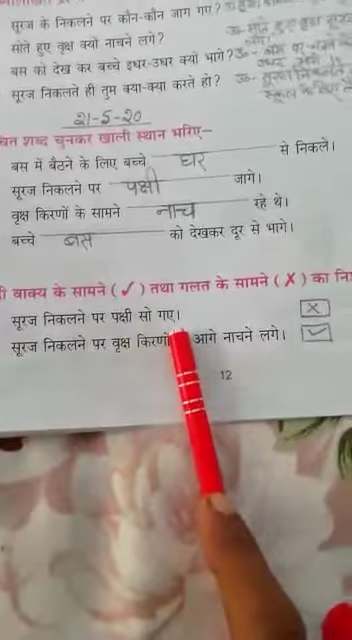 सूरज के निकलने पर कौन-कौन जाग गए?
सोते हुए वृक्ष क्यों नाचने लगे?
बस को देख कर बच्चे इधर-उधर क्यों भागे?
सूरज निकलते ही तुम क्या-क्या करते हो?
21-5-20
चित शब्द चुनकर खाली स्थान भरिए–
बस में बैठने के लिए बच्चे घर से निकले।
सूरज निकलने पर पक्षी जागे।
वृक्ष किरणों के सामने नाच रहे थे।
बच्चे बस को देखकर दूर से भागे।
ी वाक्य के सामने (✓) तथा गलत के सामने (X) का नि
सूरज निकलने पर पक्षी सो गए। X
सूरज निकलने पर वृक्ष किरणों आगे नाचने लगे। ✓
12